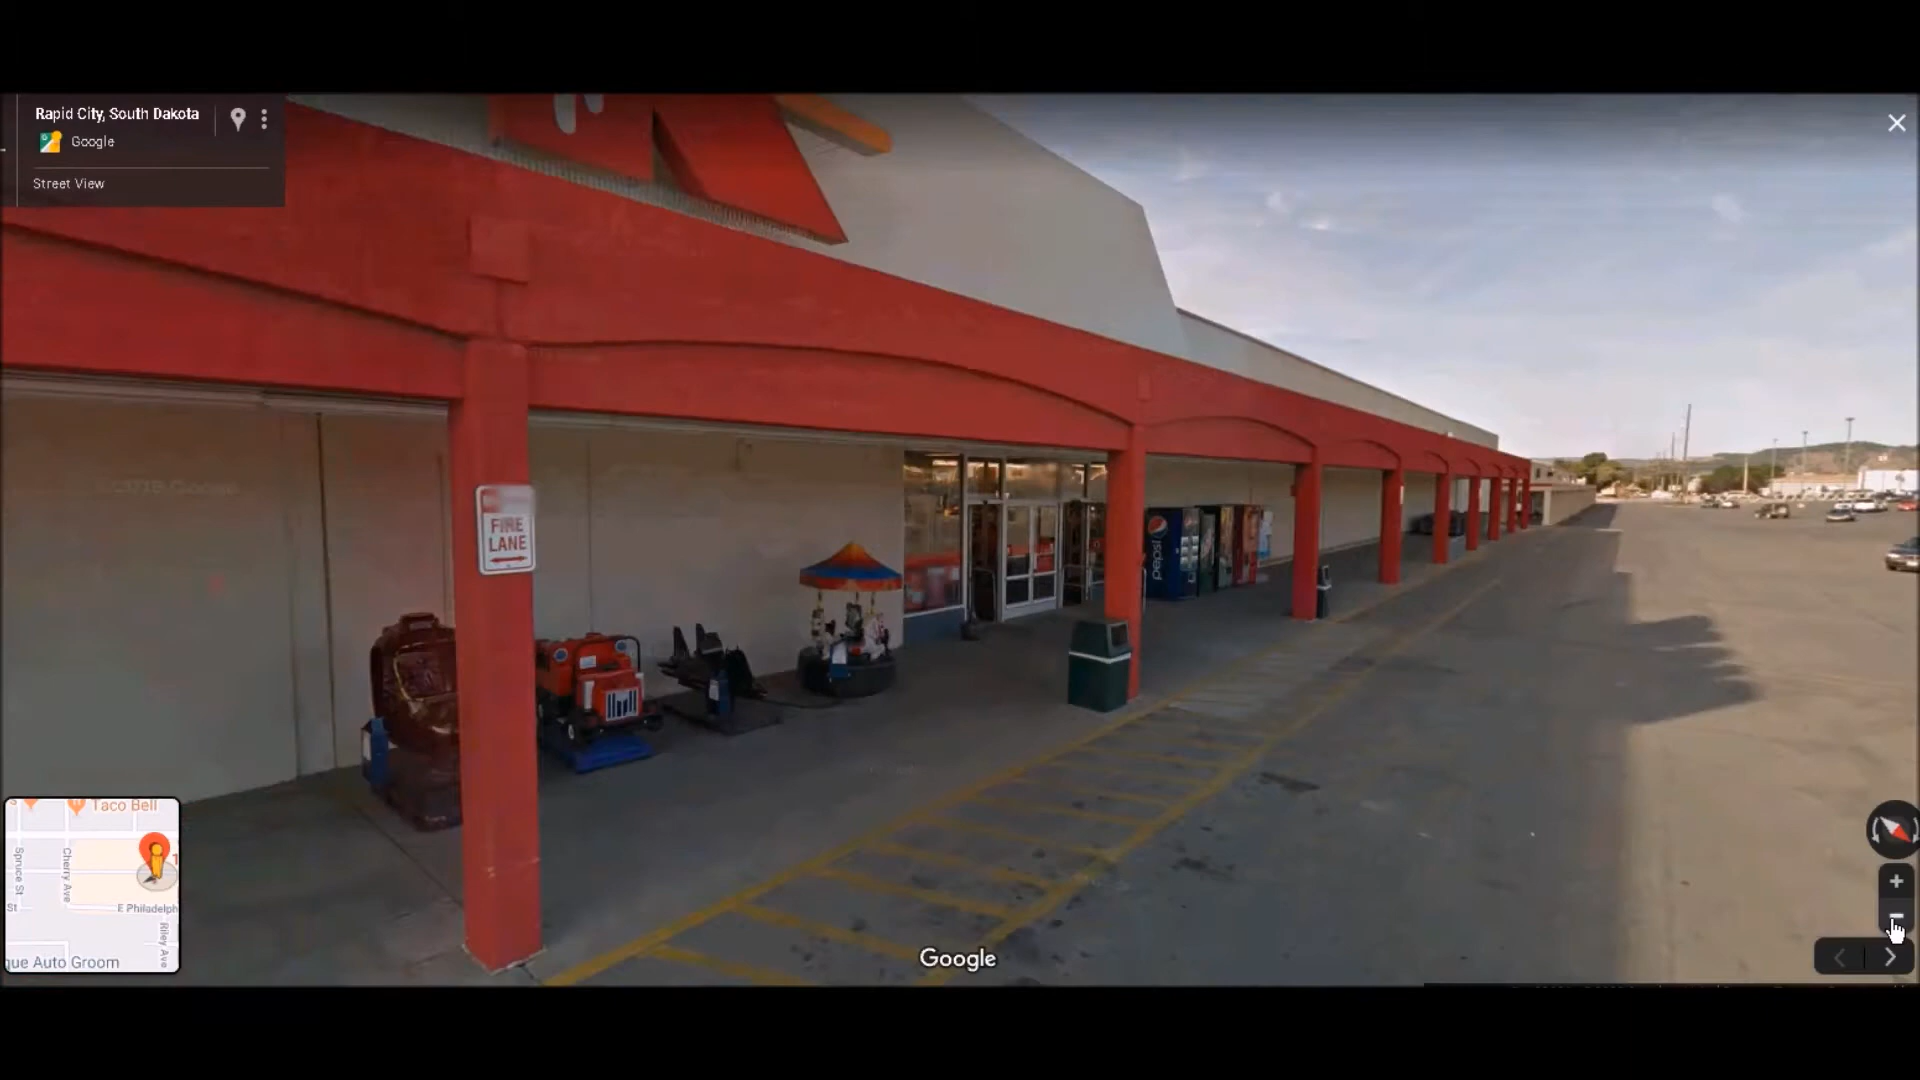 Rapid City, South Dakota
Google
Street View
FIRE
LANE
pepsi
Taco Bell
Spruce St
Cherry Ave
St
E Philadelph
Riley Ave
que Auto Groom
Google